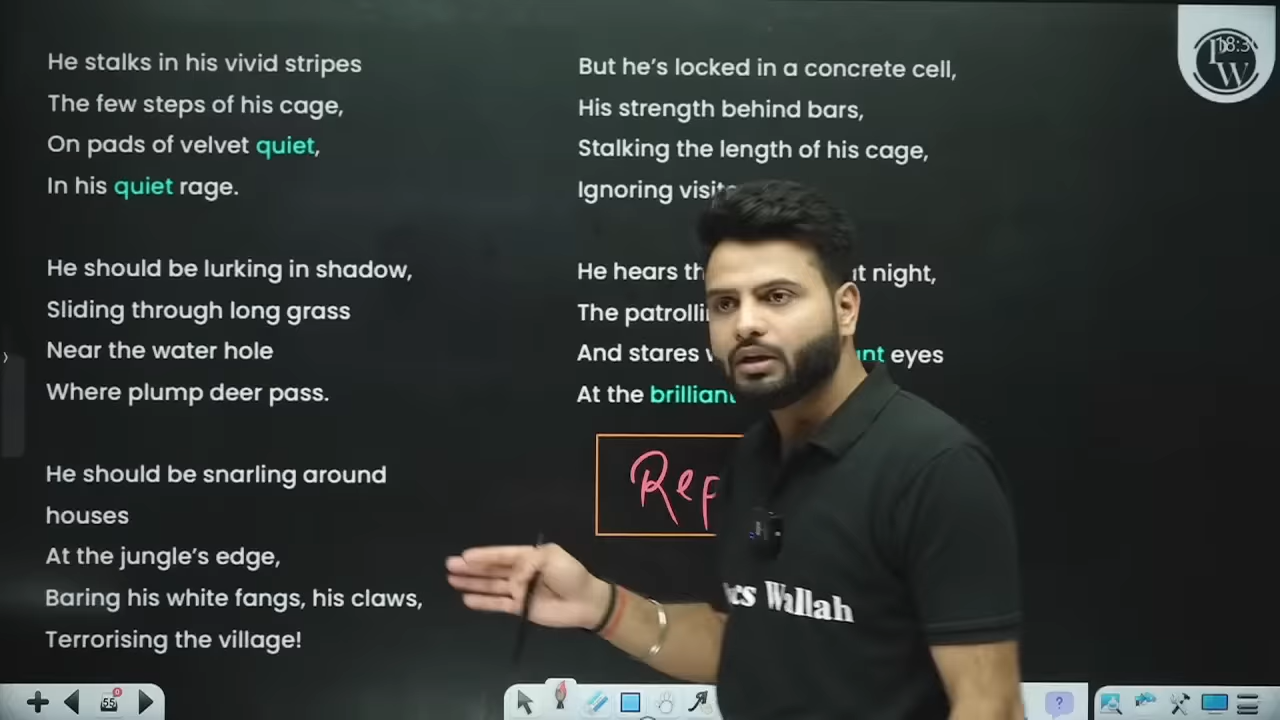 He stalks in his vivid stripes
The few steps of his cage,
On pads of velvet quiet,
In his quiet rage.
He should be lurking in shadow,
Sliding through long grass
Near the water hole
Where plump deer pass.
He should be snarling around
houses
At the jungle's edge,
Baring his white fangs, his claws,
Terrorising the village!
But he's locked in a concrete cell,
His strength behind bars,
Stalking the length of his cage,
Ignoring
He hears night,
The
And stares eyes
At the brilliant
Wallah
55
0